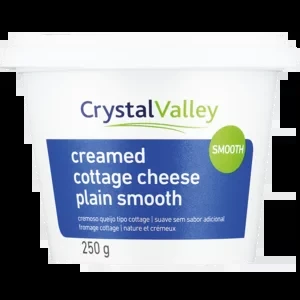 CrystalValley
SMOOTH
creamed
cottage cheese
plain smooth
cremoso queijo tipo cottage | suave sem sabor adicional
fromage cottage | nature et crémeux
250 g